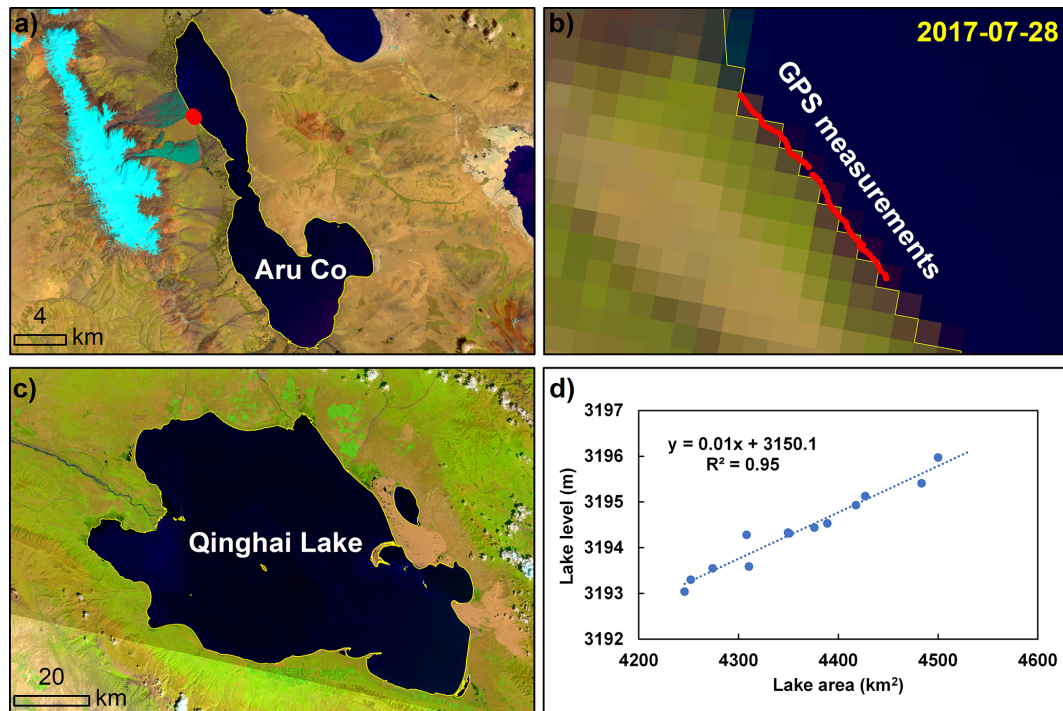 a)
Aru Co
4
km
b)
2017-07-28
GPS measurements
c)
Qinghai Lake
20
km
d)
y = 0.01x + 3150.1
R² = 0.95
Lake level (m)
3197
3196
3195
3194
3193
3192
4200 4300 4400 4500 4600
Lake area (km²)